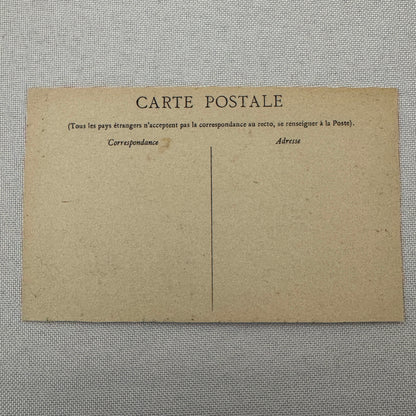 CARTE POSTALE
(Tous les pays étrangers n'acceptent pas la correspondance au recto, se renseigner à la Poste).
Correspondance
Adresse